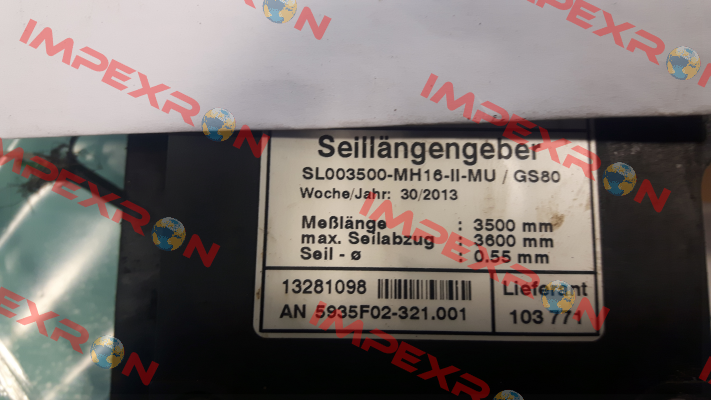 Seillängengeber
SL003500-MH16-II-MU / GS80
Woche/Jahr: 30/2013
Meßlänge : 3500 mm
max. Seilabzug : 3600 mm
Seil - ø : 0.55 mm
13281098
Lieferant
AN 5935F02-321.001
103 771
IMPEXRON
IMPEXRON
IMPEXRON
IMPEXRON
IMPEXRON